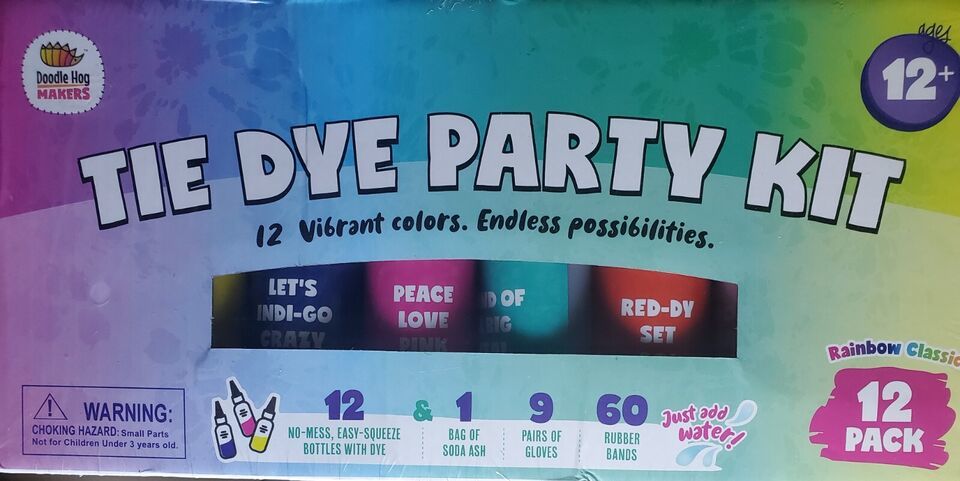 Doodle Hog
MAKERS
ages
12+
TIE DYE PARTY KIT
12 Vibrant colors. Endless possibilities.
LET'S
INDI-GO
CRAZY
PEACE
LOVE
PINK
OF
RED-DY
SET
Rainbow Classic
12
PACK
WARNING:
CHOKING HAZARD: Small Parts
Not for Children Under 3 years old.
12
NO-MESS, EASY-SQUEEZE
BOTTLES WITH DYE
&
1
BAG OF
SODA ASH
9
PAIRS OF
GLOVES
60
RUBBER
BANDS
Just add
water!